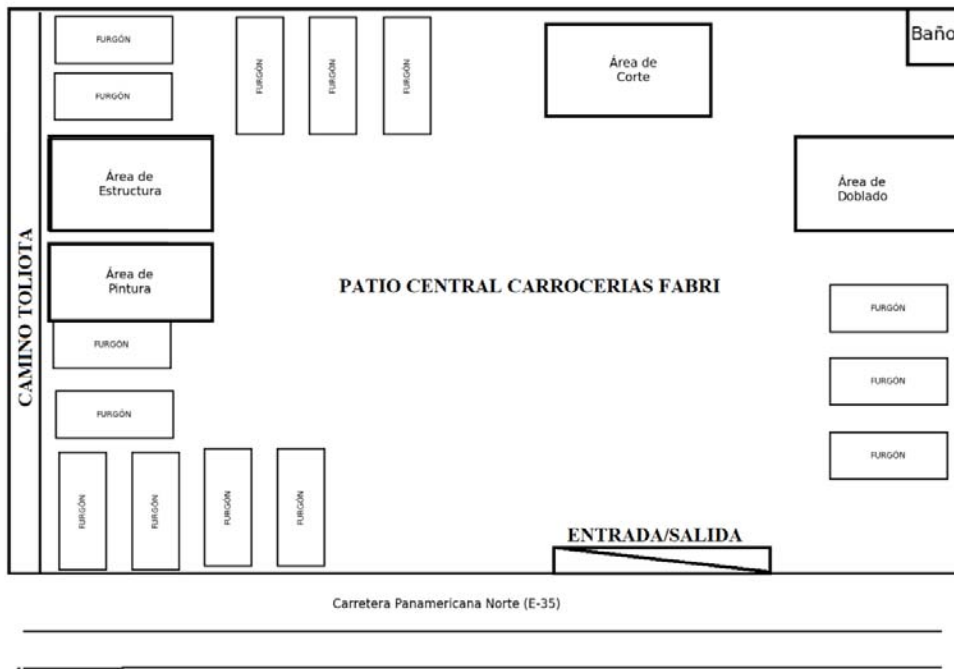 FURGÓN
FURGÓN
FURGÓN
FURGÓN
FURGÓN
Área de
Corte
Baño
Área de
Estructura
Área de
Doblado
CAMINO TOLIOTA
Área de
Pintura
PATIO CENTRAL CARROCERIAS FABRI
FURGÓN
FURGÓN
FURGÓN
FURGÓN
FURGÓN
FURGÓN
FURGÓN
FURGÓN
FURGÓN
ENTRADA/SALIDA
Carretera Panamericana Norte (E-35)